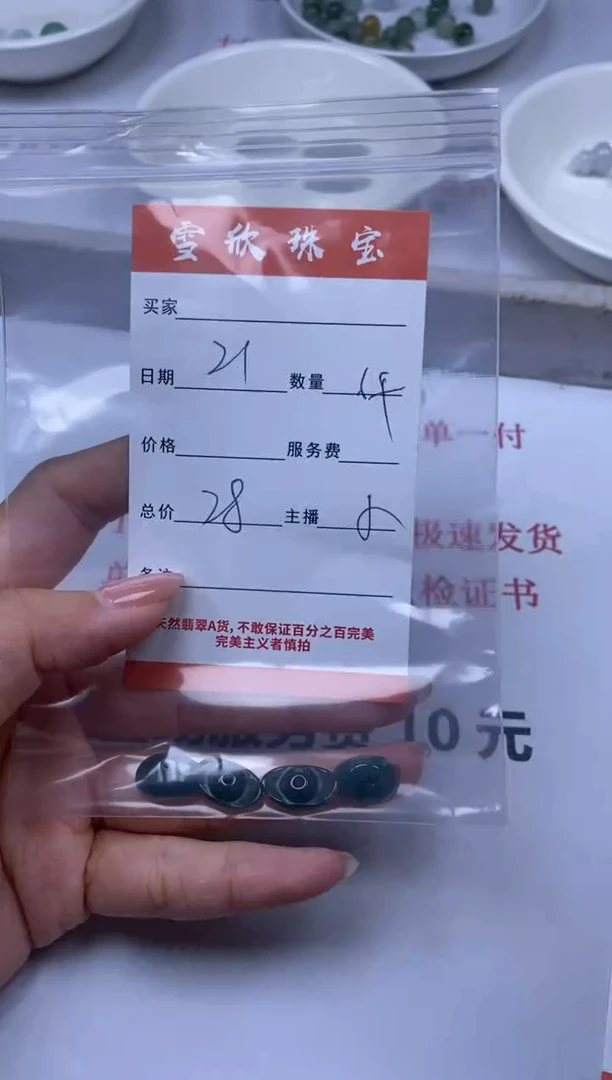 雪欣珠宝
买家
日期 21 数量
价格 服务费
总价 28 主播
天然翡翠A货,不敢保证百分之百完美
完美主义者慎拍
单一付
极速发货
检证书
服务费10元